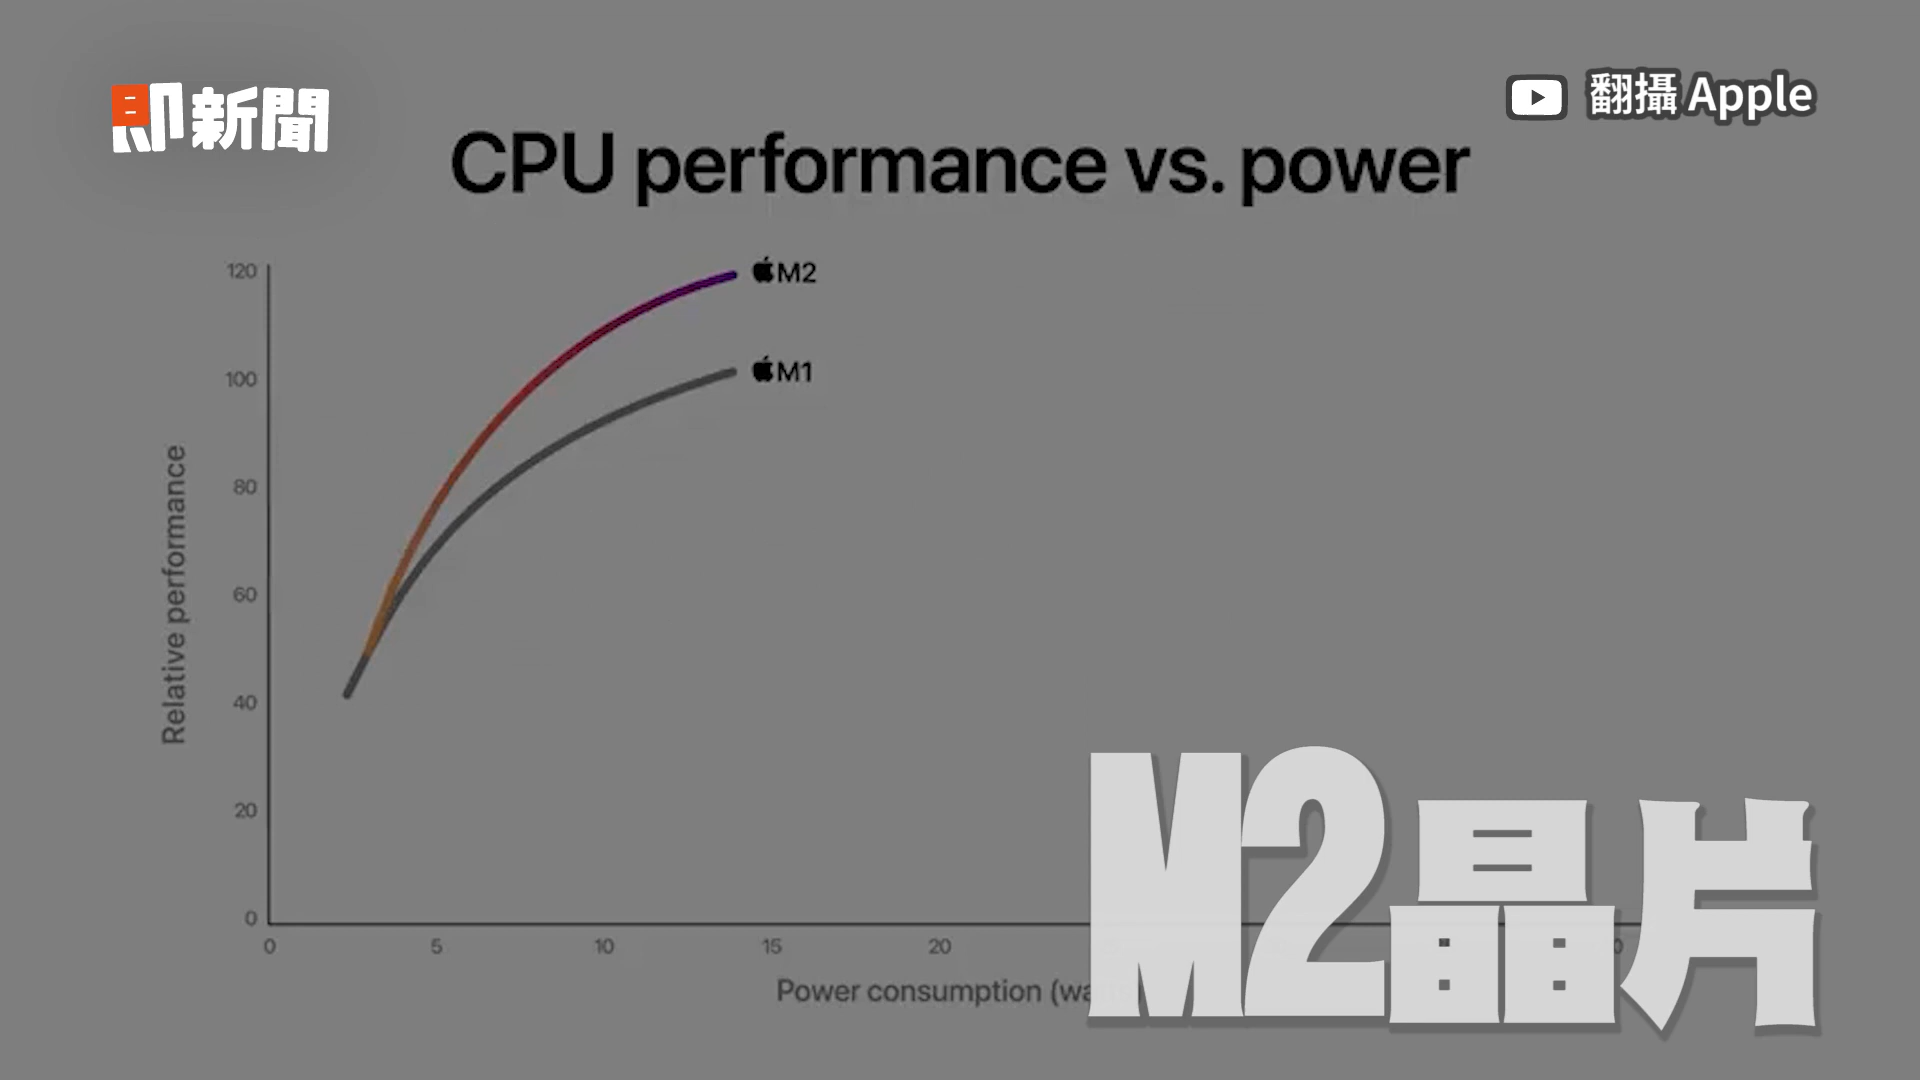 即新聞
翻攝 Apple
CPU performance vs. power
120
100
80
60
40
20
0
Relative performance
M2
M1
0
5
10
15
20
Power consumption
M2晶片